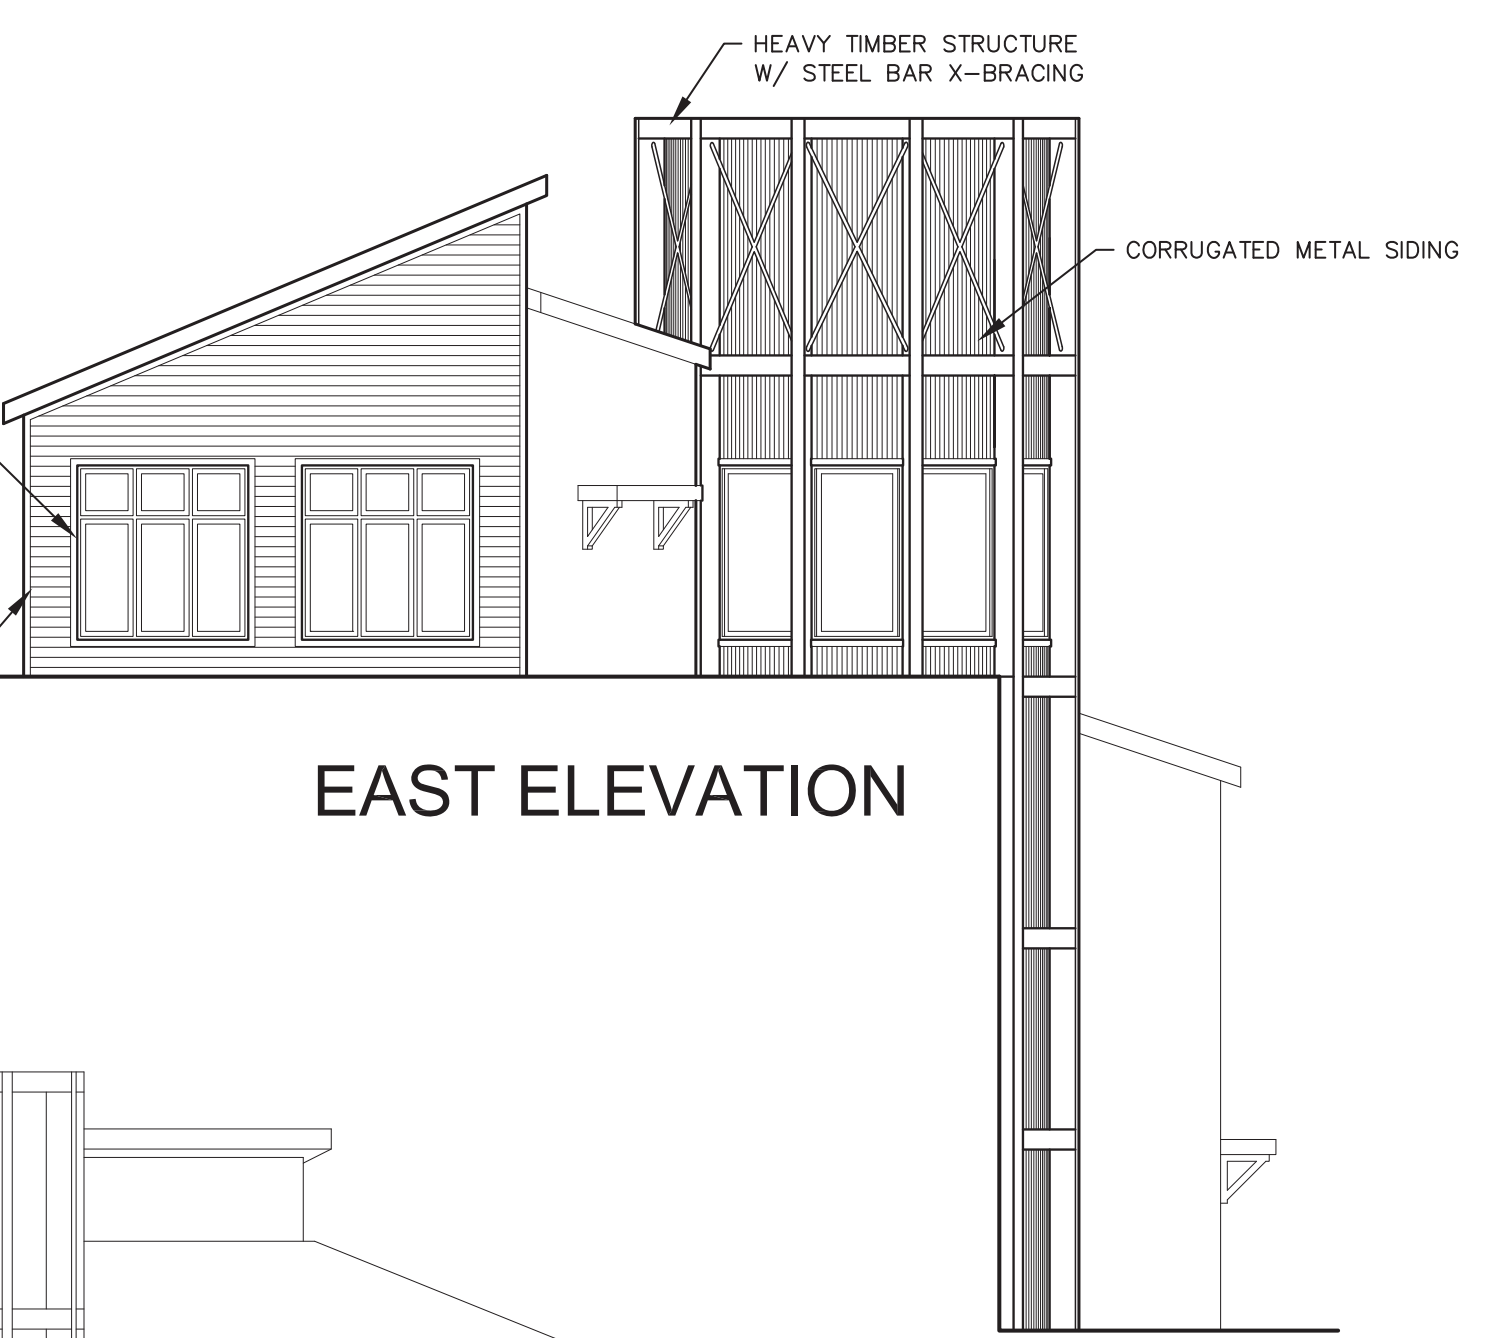 HEAVY TIMBER STRUCTURE
W/ STEEL BAR X-BRACING
CORRUGATED METAL SIDING
EAST ELEVATION